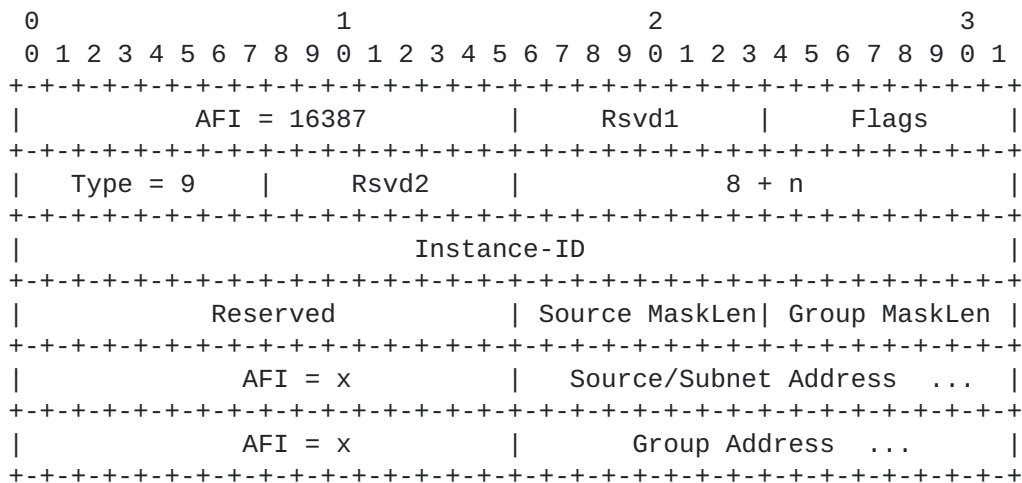 0                   1                   2                   3
 0 1 2 3 4 5 6 7 8 9 0 1 2 3 4 5 6 7 8 9 0 1 2 3 4 5 6 7 8 9 0 1
+-+-+-+-+-+-+-+-+-+-+-+-+-+-+-+-+-+-+-+-+-+-+-+-+-+-+-+-+-+-+-+-+
|           AFI = 16387         |     Rsvd1     |     Flags     |
+-+-+-+-+-+-+-+-+-+-+-+-+-+-+-+-+-+-+-+-+-+-+-+-+-+-+-+-+-+-+-+-+
|   Type = 9    |     Rsvd2     |             8 + n             |
+-+-+-+-+-+-+-+-+-+-+-+-+-+-+-+-+-+-+-+-+-+-+-+-+-+-+-+-+-+-+-+-+
|                         Instance-ID                           |
+-+-+-+-+-+-+-+-+-+-+-+-+-+-+-+-+-+-+-+-+-+-+-+-+-+-+-+-+-+-+-+-+
|            Reserved           | Source MaskLen| Group MaskLen |
+-+-+-+-+-+-+-+-+-+-+-+-+-+-+-+-+-+-+-+-+-+-+-+-+-+-+-+-+-+-+-+-+
|              AFI = x          |   Source/Subnet Address  ...  |
+-+-+-+-+-+-+-+-+-+-+-+-+-+-+-+-+-+-+-+-+-+-+-+-+-+-+-+-+-+-+-+-+
|              AFI = x          |       Group Address  ...      |
+-+-+-+-+-+-+-+-+-+-+-+-+-+-+-+-+-+-+-+-+-+-+-+-+-+-+-+-+-+-+-+-+